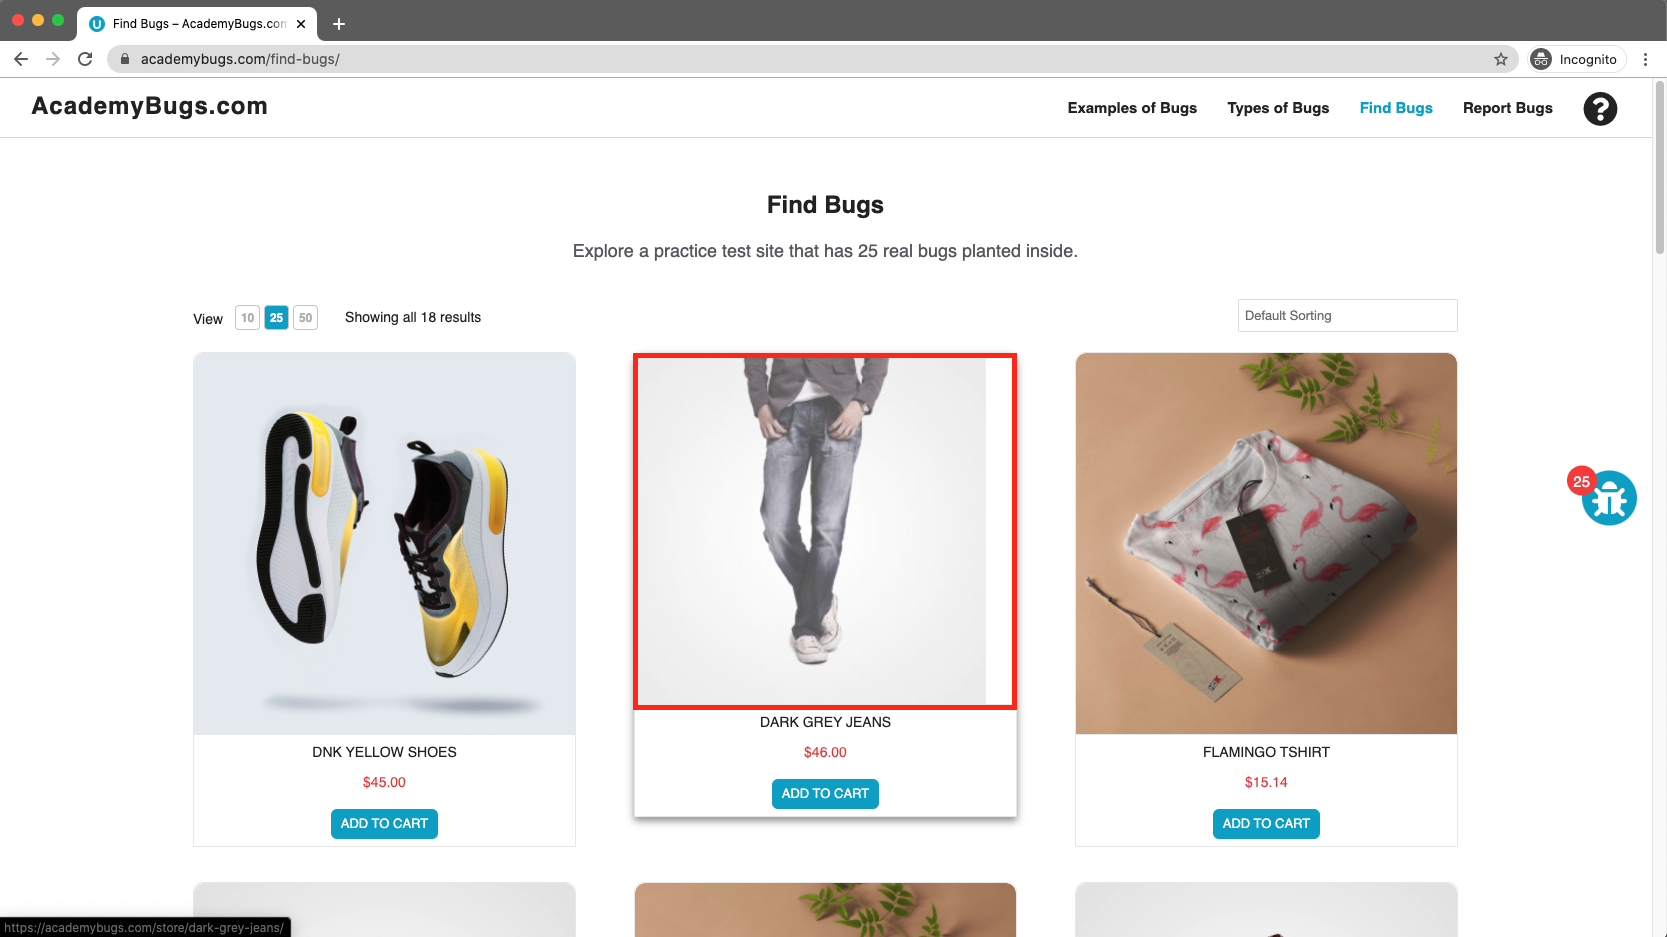 Find Bugs – AcademyBugs.com
academybugs.com/find-bugs/
Incognito
AcademyBugs.com
Examples of Bugs
Types of Bugs
Find Bugs
Report Bugs
?
Find Bugs
Explore a practice test site that has 25 real bugs planted inside.
View 10 25 50 Showing all 18 results
Default Sorting
25
DNK YELLOW SHOES
$45.00
ADD TO CART
DARK GREY JEANS
$46.00
ADD TO CART
FLAMINGO TSHIRT
$15.14
ADD TO CART
https://academybugs.com/store/dark-grey-jeans/